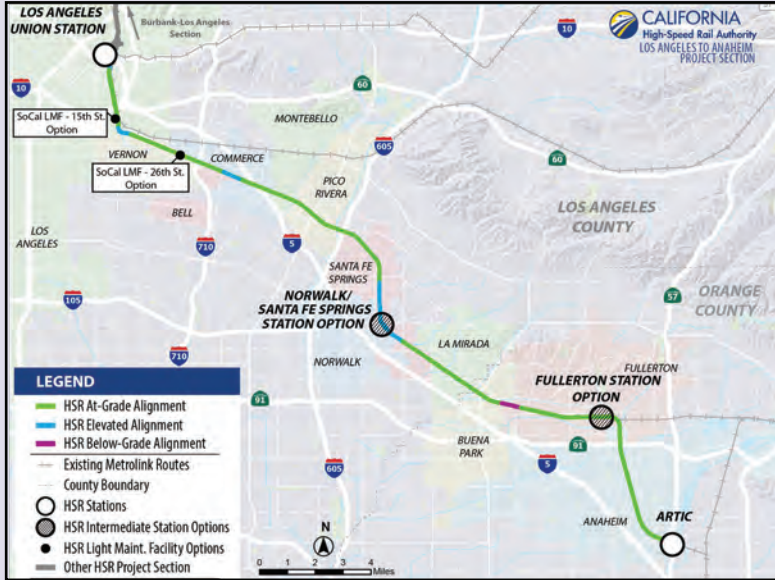 LOS ANGELES
UNION STATION
Burbank-Los Angeles
Section
CALIFORNIA
High-Speed Rail Authority
LOS ANGELES TO ANAHEIM
PROJECT SECTION
10
10
60
SoCal LMF - 15th St.
Option
MONTEBELLO
605
VERNON
COMMERCE
SoCal LMF - 26th St.
Option
60
PICO
RIVERA
BELL
LOS ANGELES
COUNTY
LOS
ANGELES
710
5
SANTA FE
SPRINGS
57
ORANGE
COUNTY
105
NORWALK/
SANTA FE SPRINGS
STATION OPTION
LA MIRADA
710
NORWALK
FULLERTON
FULLERTON STATION
OPTION
91
BUENA
PARK
91
605
5
ANAHEIM
ARTIC
LEGEND
HSR At-Grade Alignment
HSR Elevated Alignment
HSR Below-Grade Alignment
Existing Metrolink Routes
County Boundary
HSR Stations
HSR Intermediate Station Options
HSR Light Maint. Facility Options
Other HSR Project Section
N
0 1 2 3 4
Miles